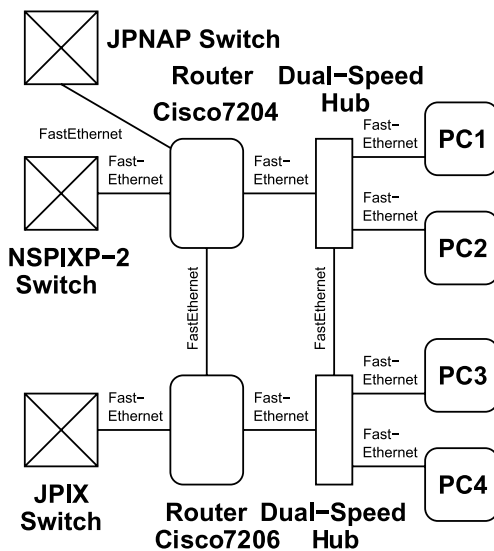 JPNAP Switch
Router
Cisco7204
Dual−Speed
Hub
FastEthernet
Fast−
Ethernet
Fast−
Ethernet
Fast−
Ethernet
PC1
Fast−
Ethernet
PC2
NSPIXP−2
Switch
FastEthernet
FastEthernet
Fast−
Ethernet
Fast−
Ethernet
Fast−
Ethernet
PC3
Fast−
Ethernet
PC4
JPIX
Switch
Router
Cisco7206
Dual−Speed
Hub